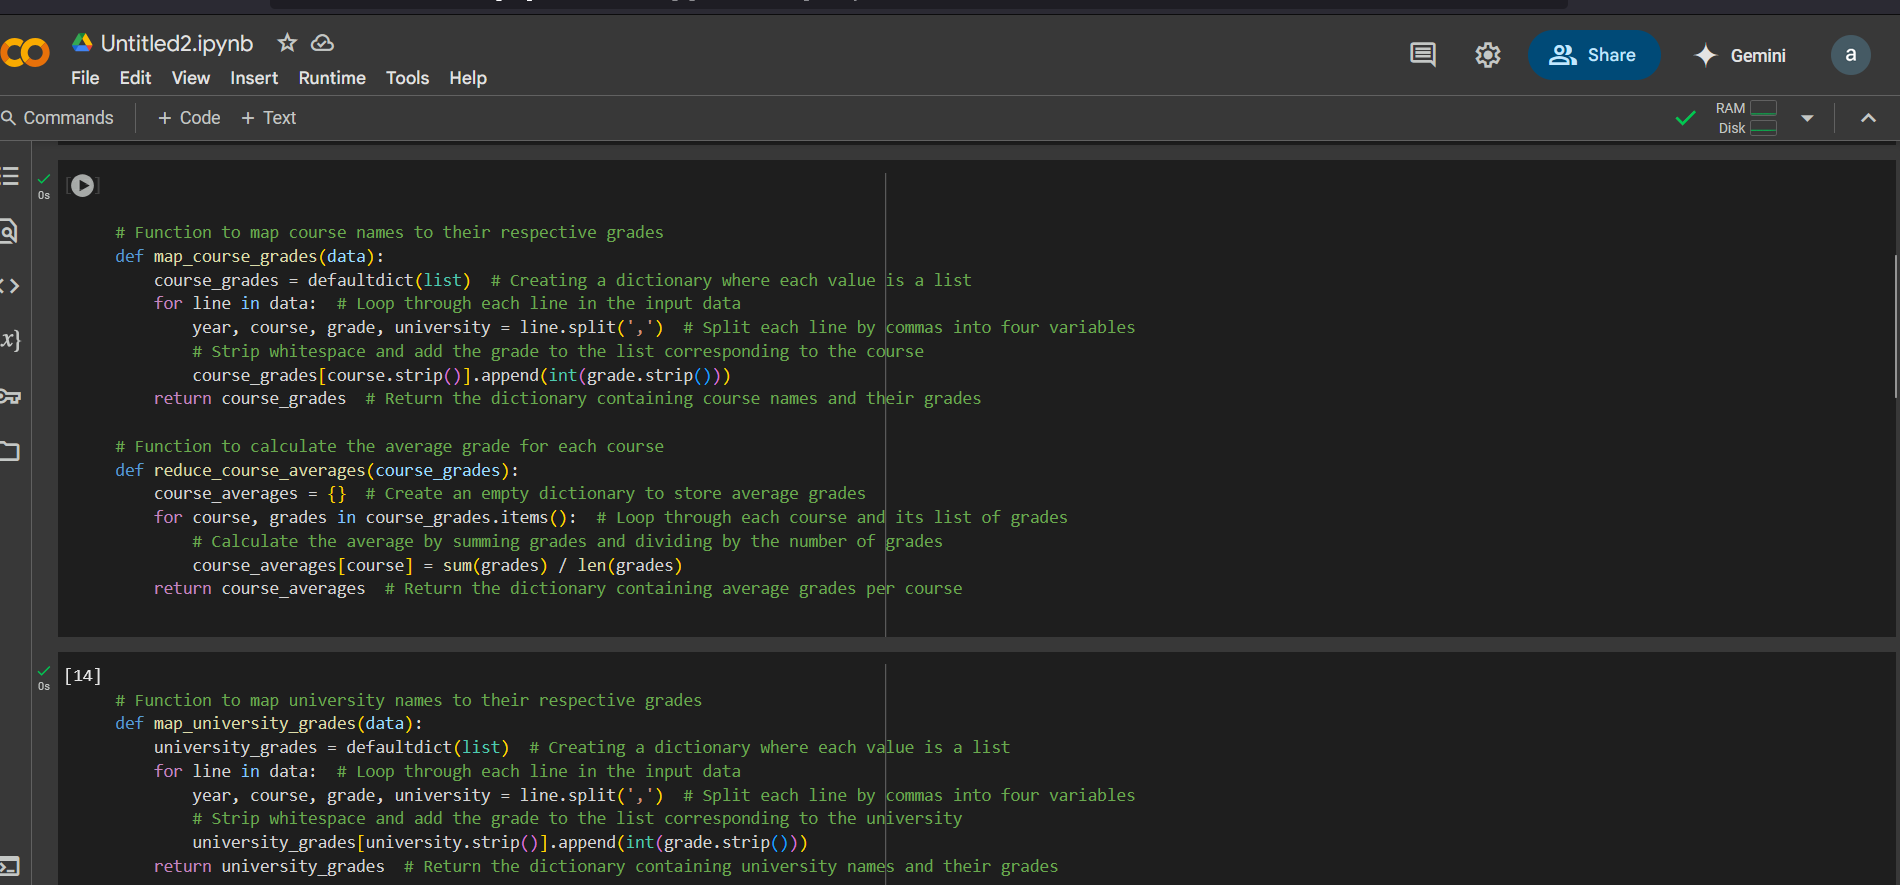 Untitled2.ipynb
File Edit View Insert Runtime Tools Help
Share
Gemini
a
Commands + Code + Text
RAM
Disk
0s
# Function to map course names to their respective grades
def map_course_grades(data):
    course_grades = defaultdict(list)  # Creating a dictionary where each value is a list
    for line in data:  # Loop through each line in the input data
        year, course, grade, university = line.split(',')  # Split each line by commas into four variables
        # Strip whitespace and add the grade to the list corresponding to the course
        course_grades[course.strip()].append(int(grade.strip()))
    return course_grades  # Return the dictionary containing course names and their grades
# Function to calculate the average grade for each course
def reduce_course_averages(course_grades):
    course_averages = {}  # Create an empty dictionary to store average grades
    for course, grades in course_grades.items():  # Loop through each course and its list of grades
        # Calculate the average by summing grades and dividing by the number of grades
        course_averages[course] = sum(grades) / len(grades)
    return course_averages  # Return the dictionary containing average grades per course
[14]
0s
# Function to map university names to their respective grades
def map_university_grades(data):
    university_grades = defaultdict(list)  # Creating a dictionary where each value is a list
    for line in data:  # Loop through each line in the input data
        year, course, grade, university = line.split(',')  # Split each line by commas into four variables
        # Strip whitespace and add the grade to the list corresponding to the university
        university_grades[university.strip()].append(int(grade.strip()))
    return university_grades  # Return the dictionary containing university names and their grades